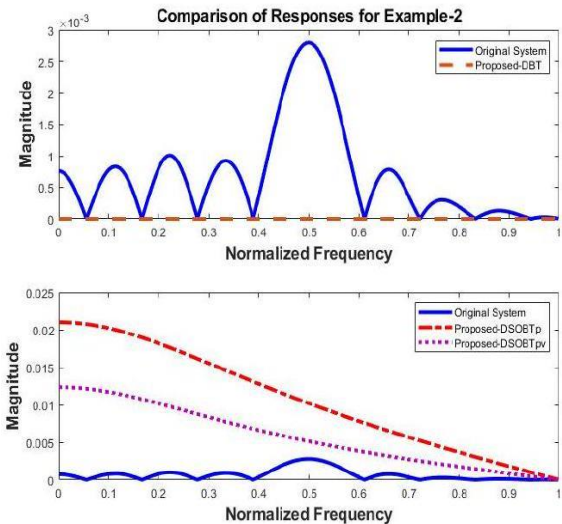 Comparison of Responses for Example-2
×10⁻³
3
2.5
2
1.5
1
0.5
0
Magnitude
Original System
Proposed-DBT
0 0.1 0.2 0.3 0.4 0.5 0.6 0.7 0.8 0.9 1
Normalized Frequency
0.025
0.02
0.015
0.01
0.005
0
Magnitude
Original System
Proposed-DSOBTp
Proposed-DSOBTpv
0 0.1 0.2 0.3 0.4 0.5 0.6 0.7 0.8 0.9 1
Normalized Frequency